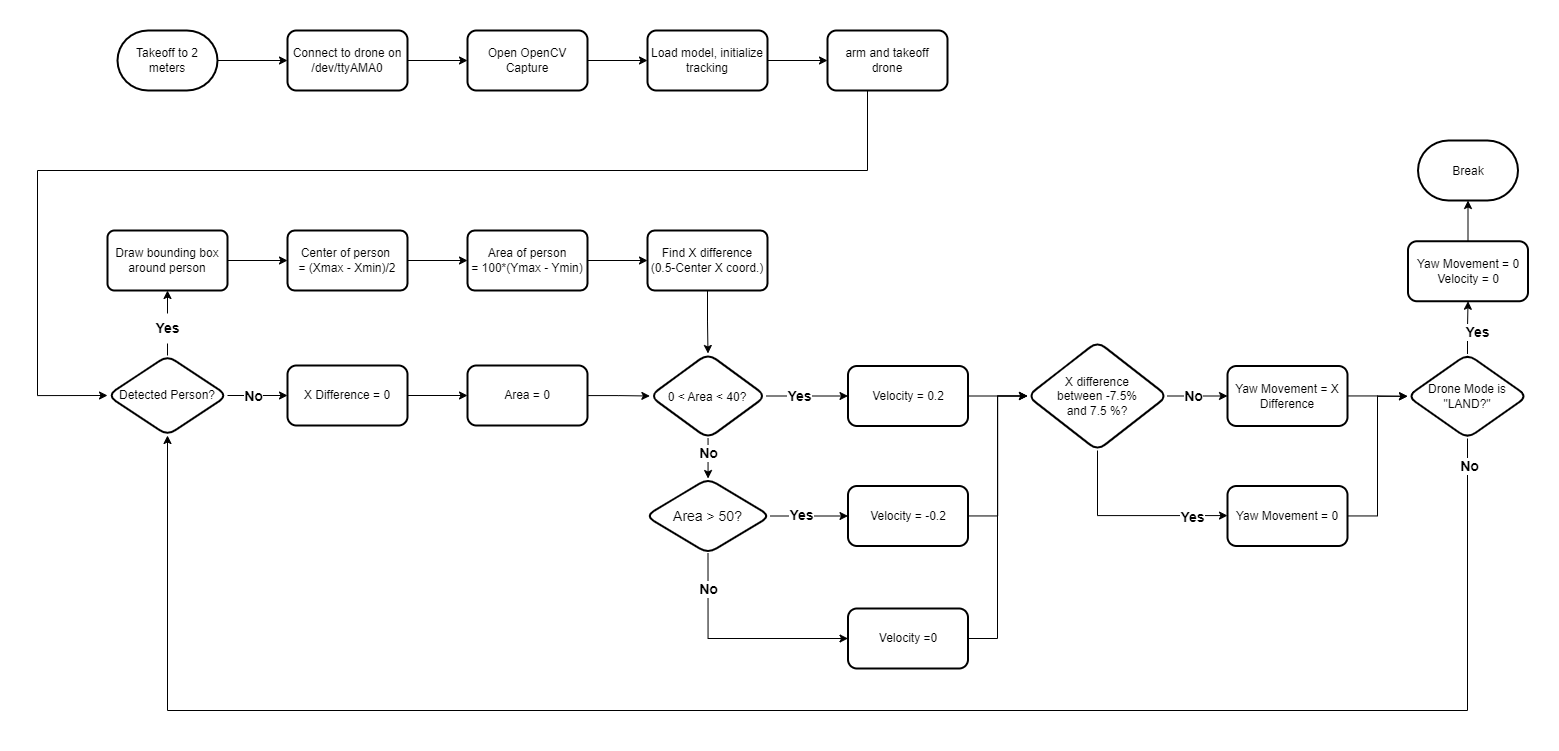 Takeoff to 2
meters
Connect to drone on
/dev/ttyAMA0
Open OpenCV
Capture
Load model, initialize
tracking
arm and takeoff
drone
Break
Draw bounding box
around person
Center of person
= (Xmax - Xmin)/2
Area of person
= 100*(Ymax - Ymin)
Find X difference
(0.5-Center X coord.)
Yaw Movement = 0
Velocity = 0
Yes
Yes
Detected Person?
No
X Difference = 0
Area = 0
0 < Area < 40?
Yes
Velocity = 0.2
X difference
between -7.5%
and 7.5 %?
No
Yaw Movement = X
Difference
Drone Mode is
"LAND?"
No
No
Area > 50?
Yes
Velocity = -0.2
Yes
Yaw Movement = 0
No
Velocity =0